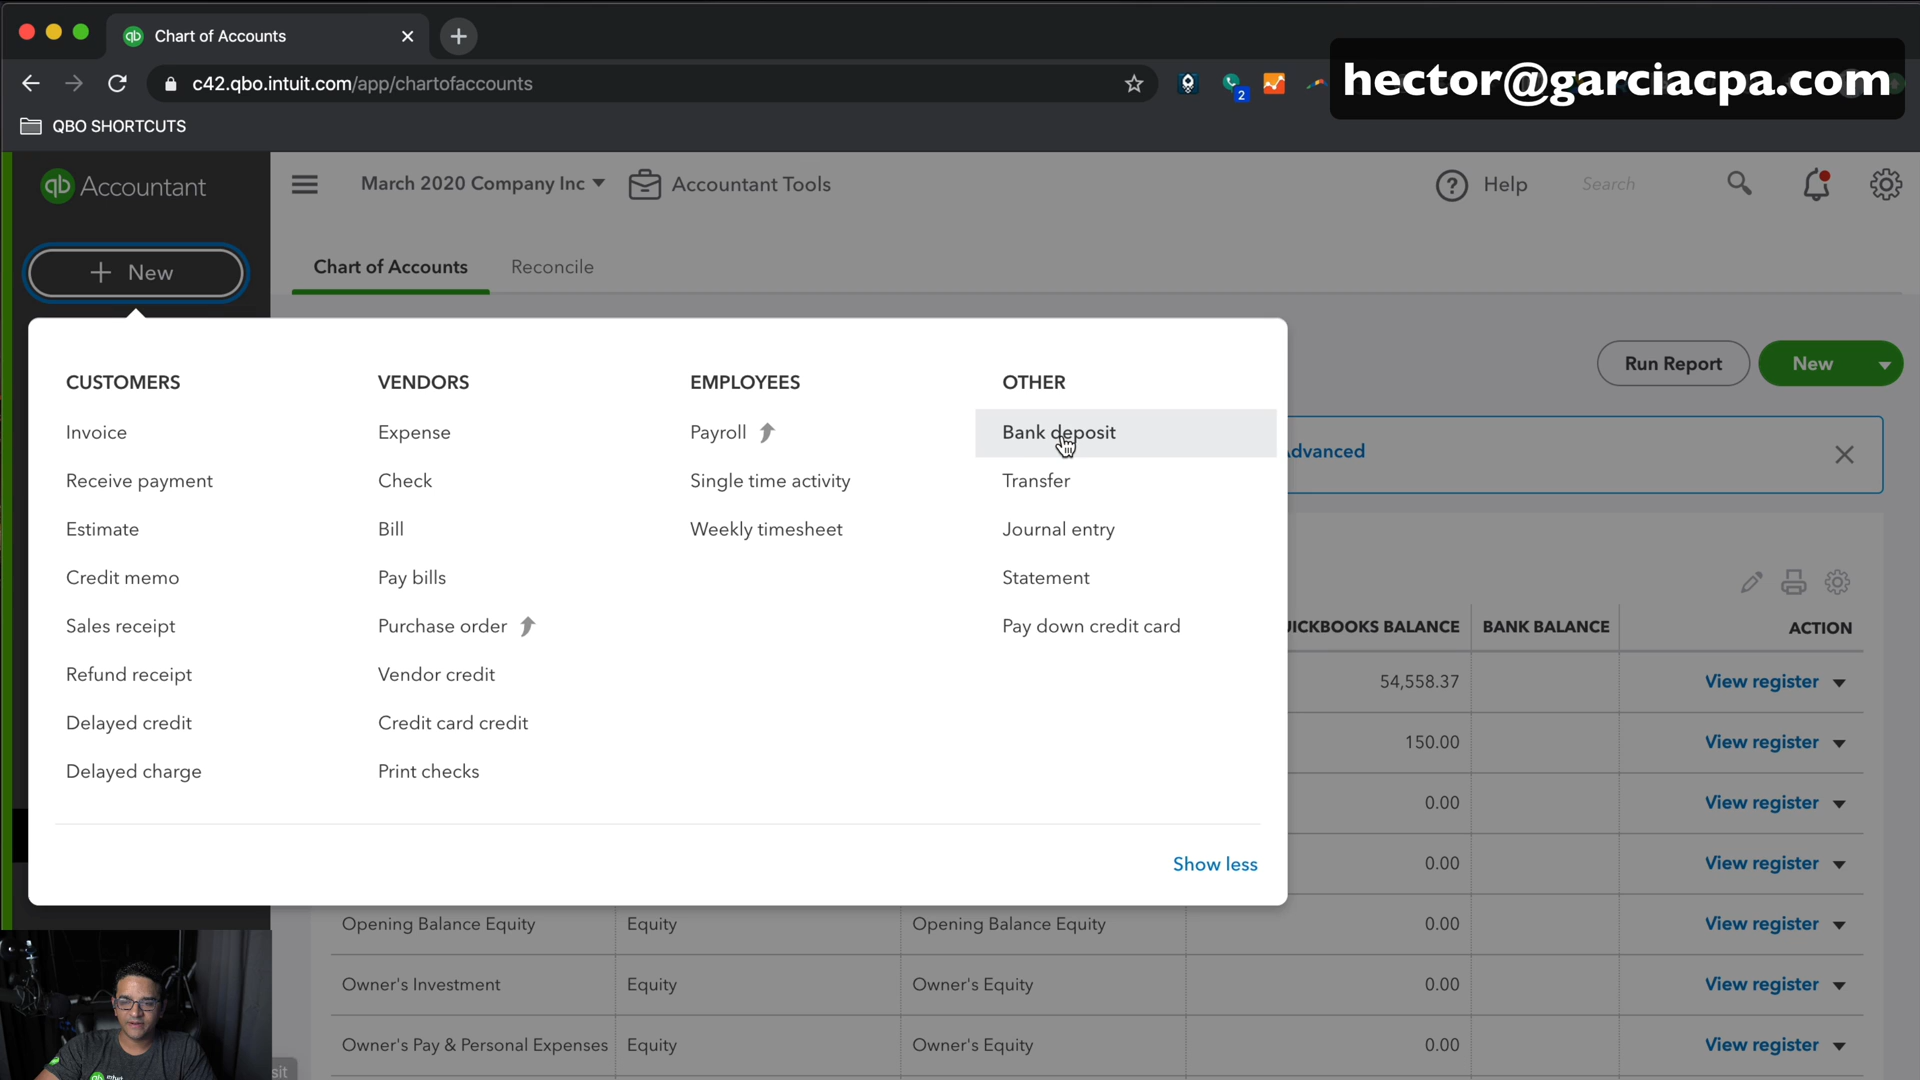 Chart of Accounts
c42.qbo.intuit.com/app/chartofaccounts
2
hector@garciacpa.com
QBO SHORTCUTS
qb Accountant
March 2020 Company Inc
Accountant Tools
Help
Search
+ New
Chart of Accounts
Reconcile
Run Report
New
CUSTOMERS
Invoice
Receive payment
Estimate
Credit memo
Sales receipt
Refund receipt
Delayed credit
Delayed charge
VENDORS
Expense
Check
Bill
Pay bills
Purchase order
Vendor credit
Credit card credit
Print checks
EMPLOYEES
Payroll
Single time activity
Weekly timesheet
OTHER
Bank deposit
Transfer
Journal entry
Statement
Pay down credit card
Show less
Advanced
UICKBOOKS BALANCE BANK BALANCE ACTION
54,558.37 View register
150.00 View register
0.00 View register
0.00 View register
Opening Balance Equity Equity Opening Balance Equity 0.00 View register
Owner's Investment Equity Owner's Equity 0.00 View register
Owner's Pay & Personal Expenses Equity Owner's Equity 0.00 View register